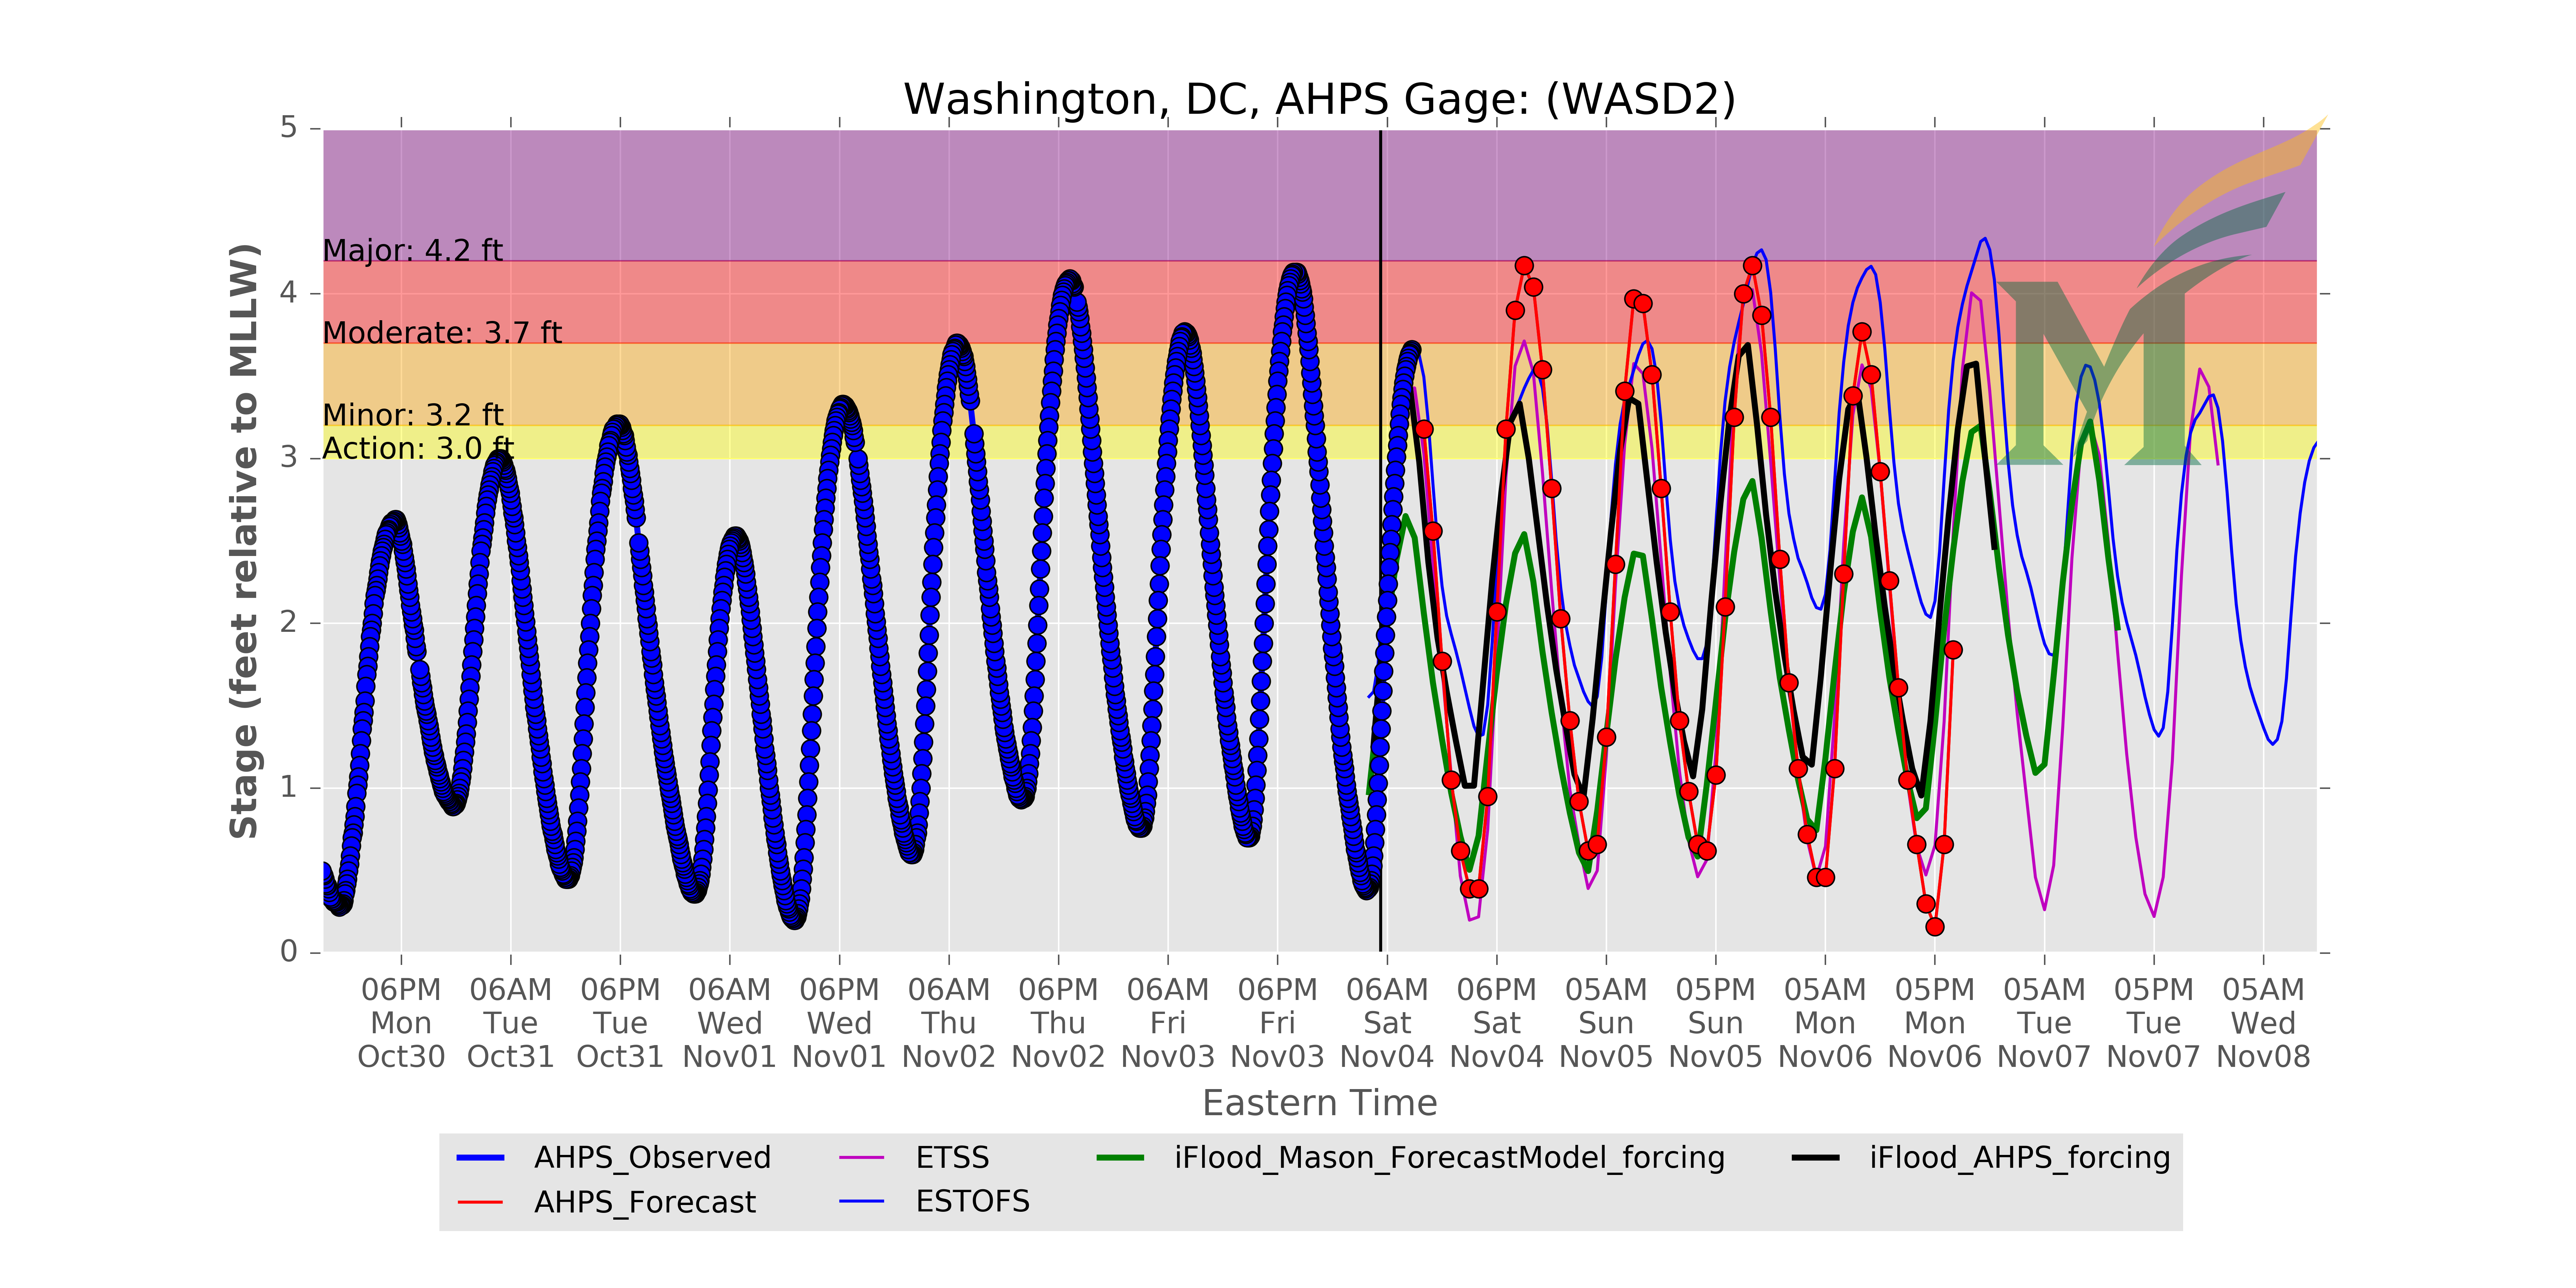 Washington, DC, AHPS Gage: (WASD2)
5
4
3
2
1
0
Stage (feet relative to MLLW)
Major: 4.2 ft
Moderate: 3.7 ft
Minor: 3.2 ft
Action: 3.0 ft
M
06PM 06AM 06PM 06AM 06PM 06AM 06PM 06AM 06PM 06AM 06PM 05AM 05PM 05AM 05PM 05AM 05PM 05AM
Mon Tue Tue Wed Wed Thu Thu Fri Fri Sat Sat Sun Sun Mon Mon Tue Tue Wed
Oct30 Oct31 Oct31 Nov01 Nov01 Nov02 Nov02 Nov03 Nov03 Nov04 Nov04 Nov05 Nov05 Nov06 Nov06 Nov07 Nov07 Nov08
Eastern Time
AHPS_Observed ETSS iFlood_Mason_ForecastModel_forcing iFlood_AHPS_forcing
AHPS_Forecast ESTOFS